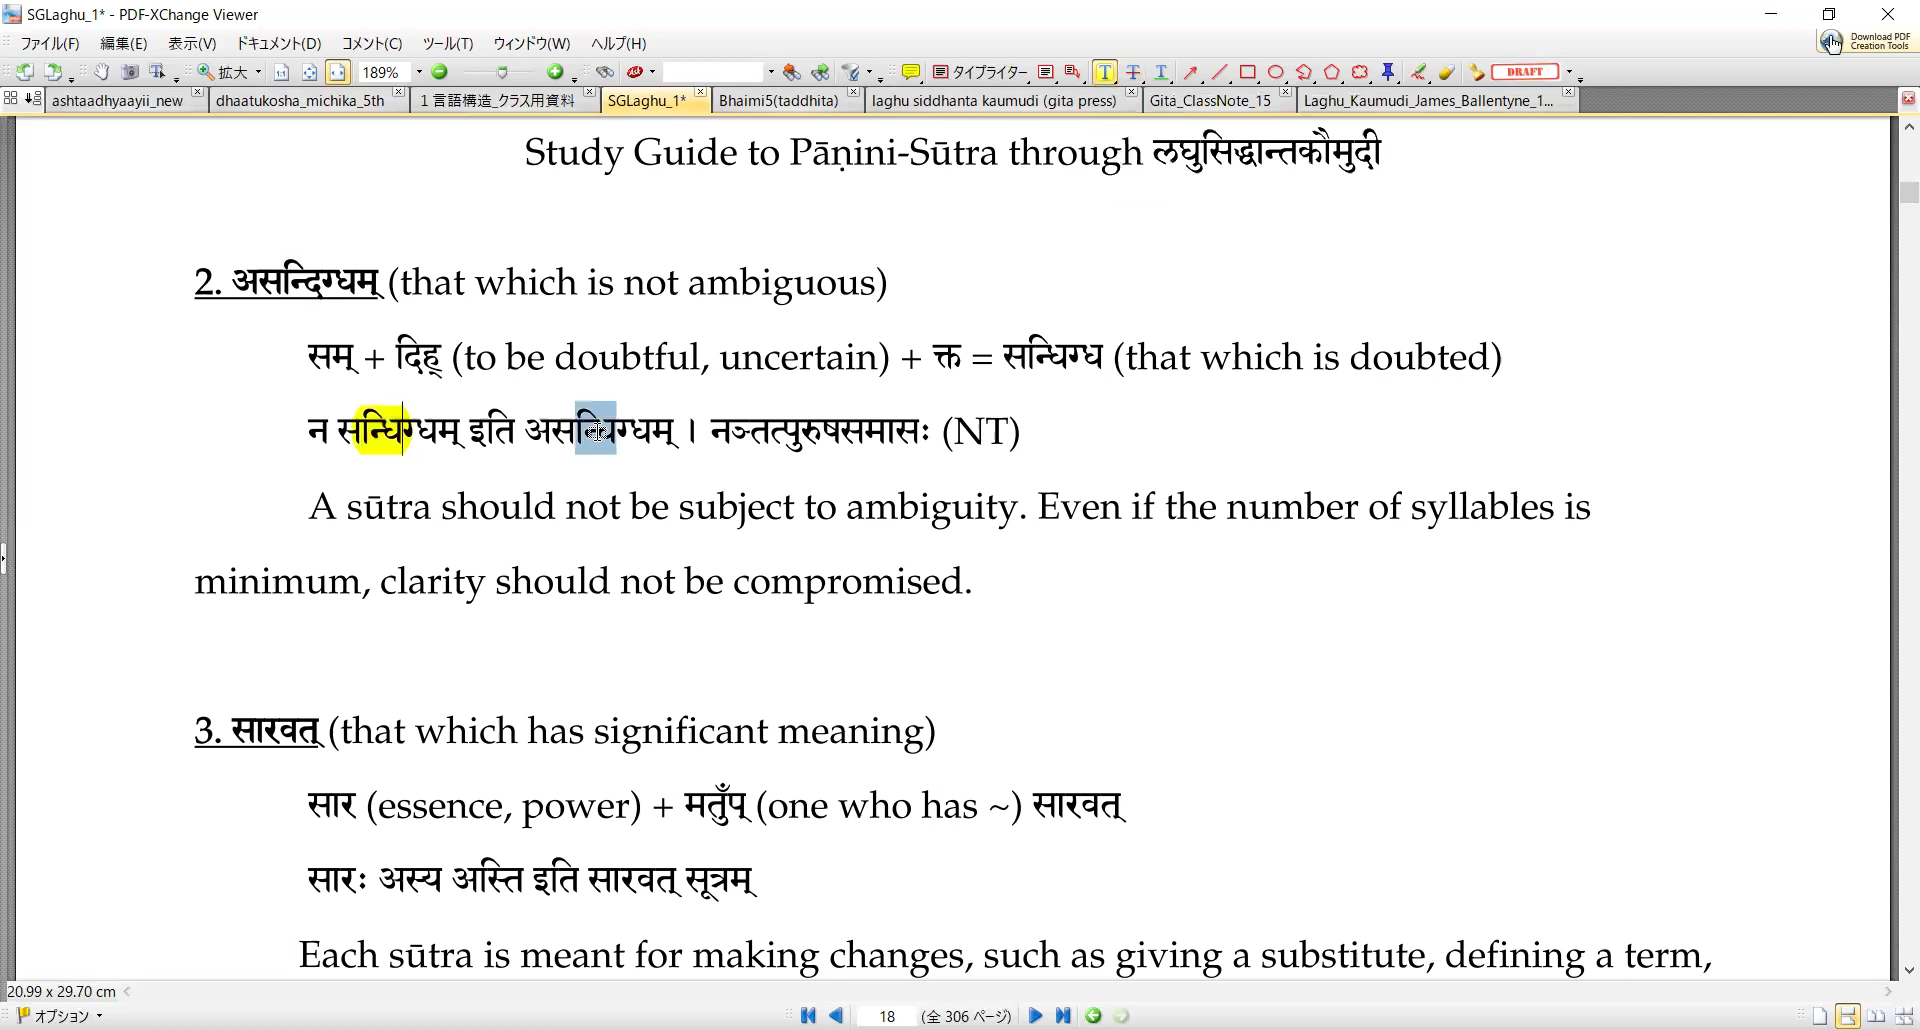 SGLaghu_1* - PDF-XChange Viewer
ファイル(F) 編集(E) 表示(V) ドキュメント(D) コメント(C) ツール(T) ウィンドウ(W) ヘルプ(H)
Download PDF
Creation Tools
拡大 189% タイプライター DRAFT
ashtaadhyaayii_new dhaatukosha_michika_5th 1 言語構造_クラス用資料 SGLaghu_1* Bhaimi5(taddhita) laghu siddhanta kaumudi (gita press) Gita_ClassNote_15 Laghu_Kaumudi_James_Ballentyne_1...
Study Guide to Pāṇini-Sūtra through लघुसिद्धान्तकौमुदी
2. असन्दिग्धम् (that which is not ambiguous)
सम् + दिह् (to be doubtful, uncertain) + क्त = सन्धिग्ध (that which is doubted)
न सन्धिग्धम् इति असन्धिग्धम् । नञ्तत्पुरुषसमासः (NT)
A sūtra should not be subject to ambiguity. Even if the number of syllables is
minimum, clarity should not be compromised.
3. सारवत् (that which has significant meaning)
सार (essence, power) + मतुँप् (one who has ~) सारवत्
सारः अस्य अस्ति इति सारवत् सूत्रम्
Each sūtra is meant for making changes, such as giving a substitute, defining a term,
20.99 x 29.70 cm
オプション 18 (全 306 ページ)